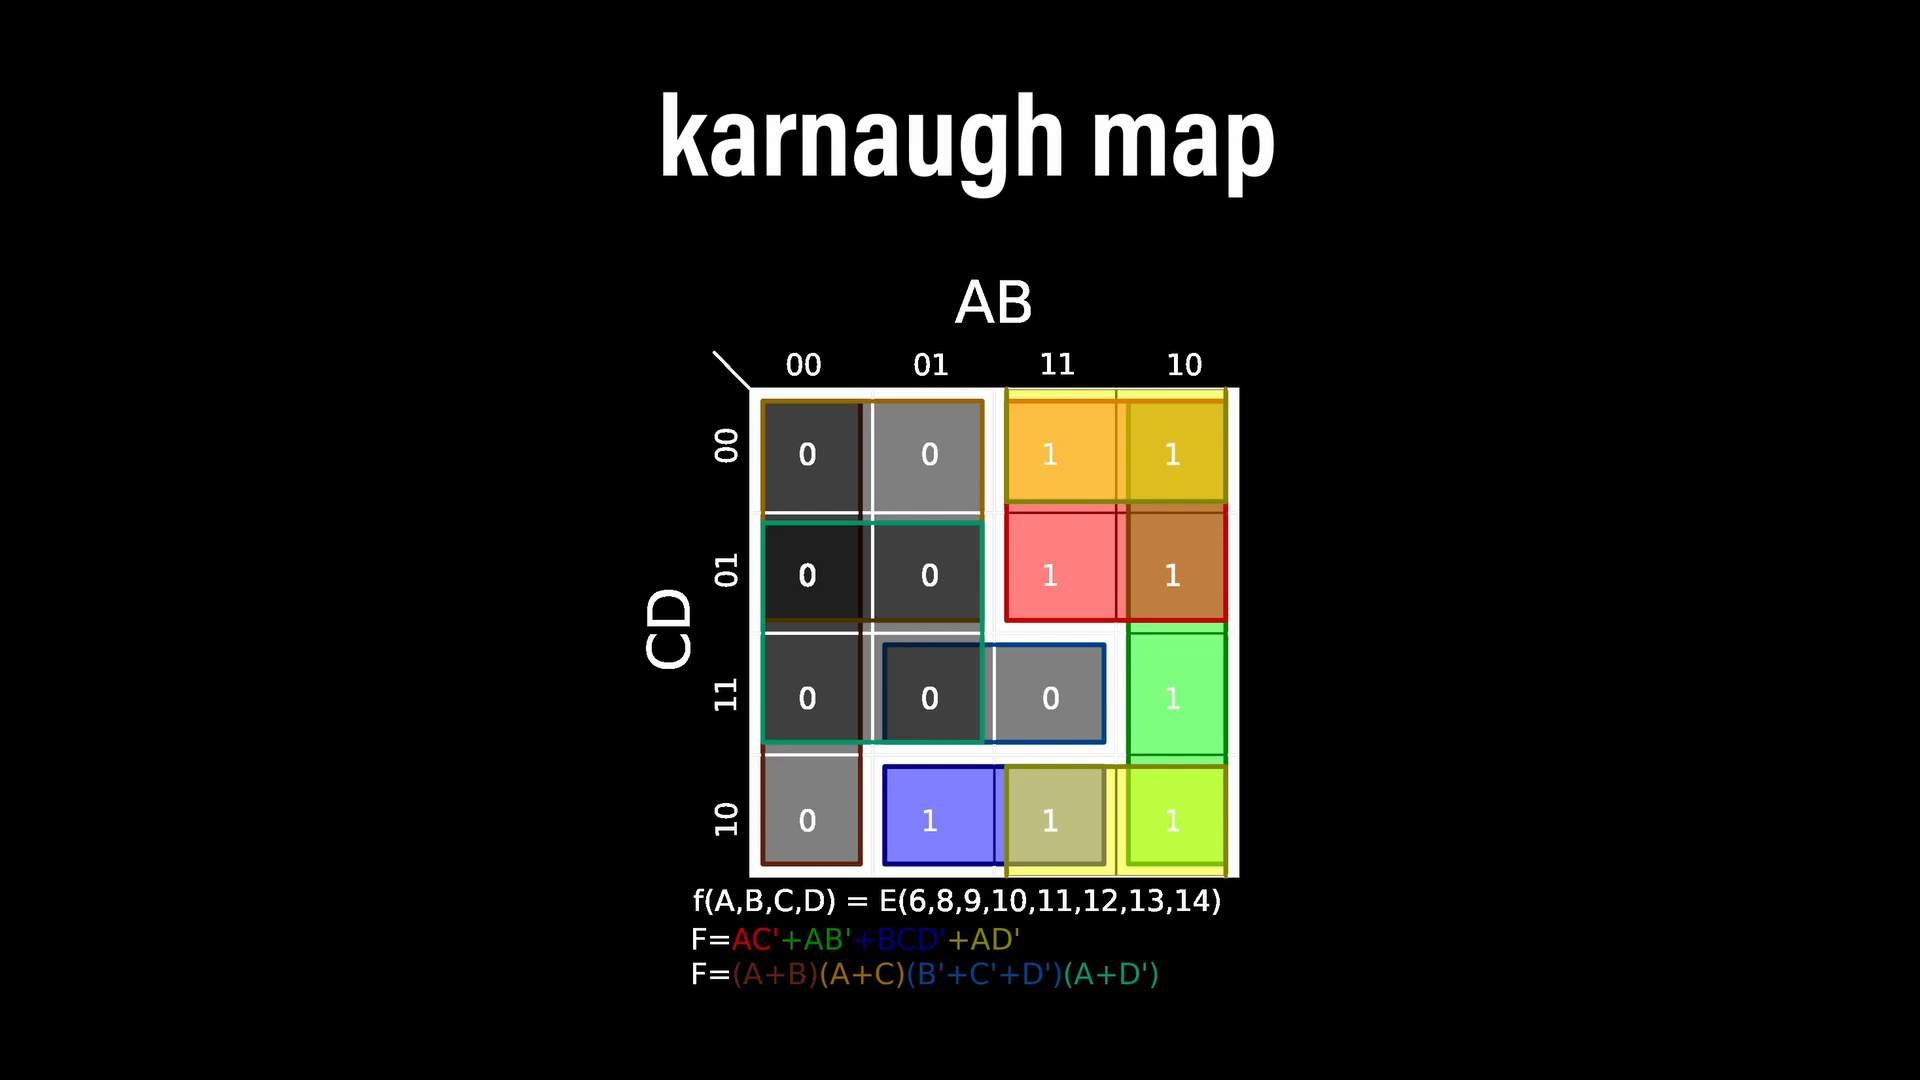 karnaugh map
AB
00 01 11 10
CD
00 0 0 1 1
01 0 0 1 1
11 0 0 0 1
10 0 1 1 1
f(A,B,C,D) = E(6,8,9,10,11,12,13,14)
F=AC'+AB'+BCD'+AD'
F=(A+B)(A+C)(B'+C'+D')(A+D')